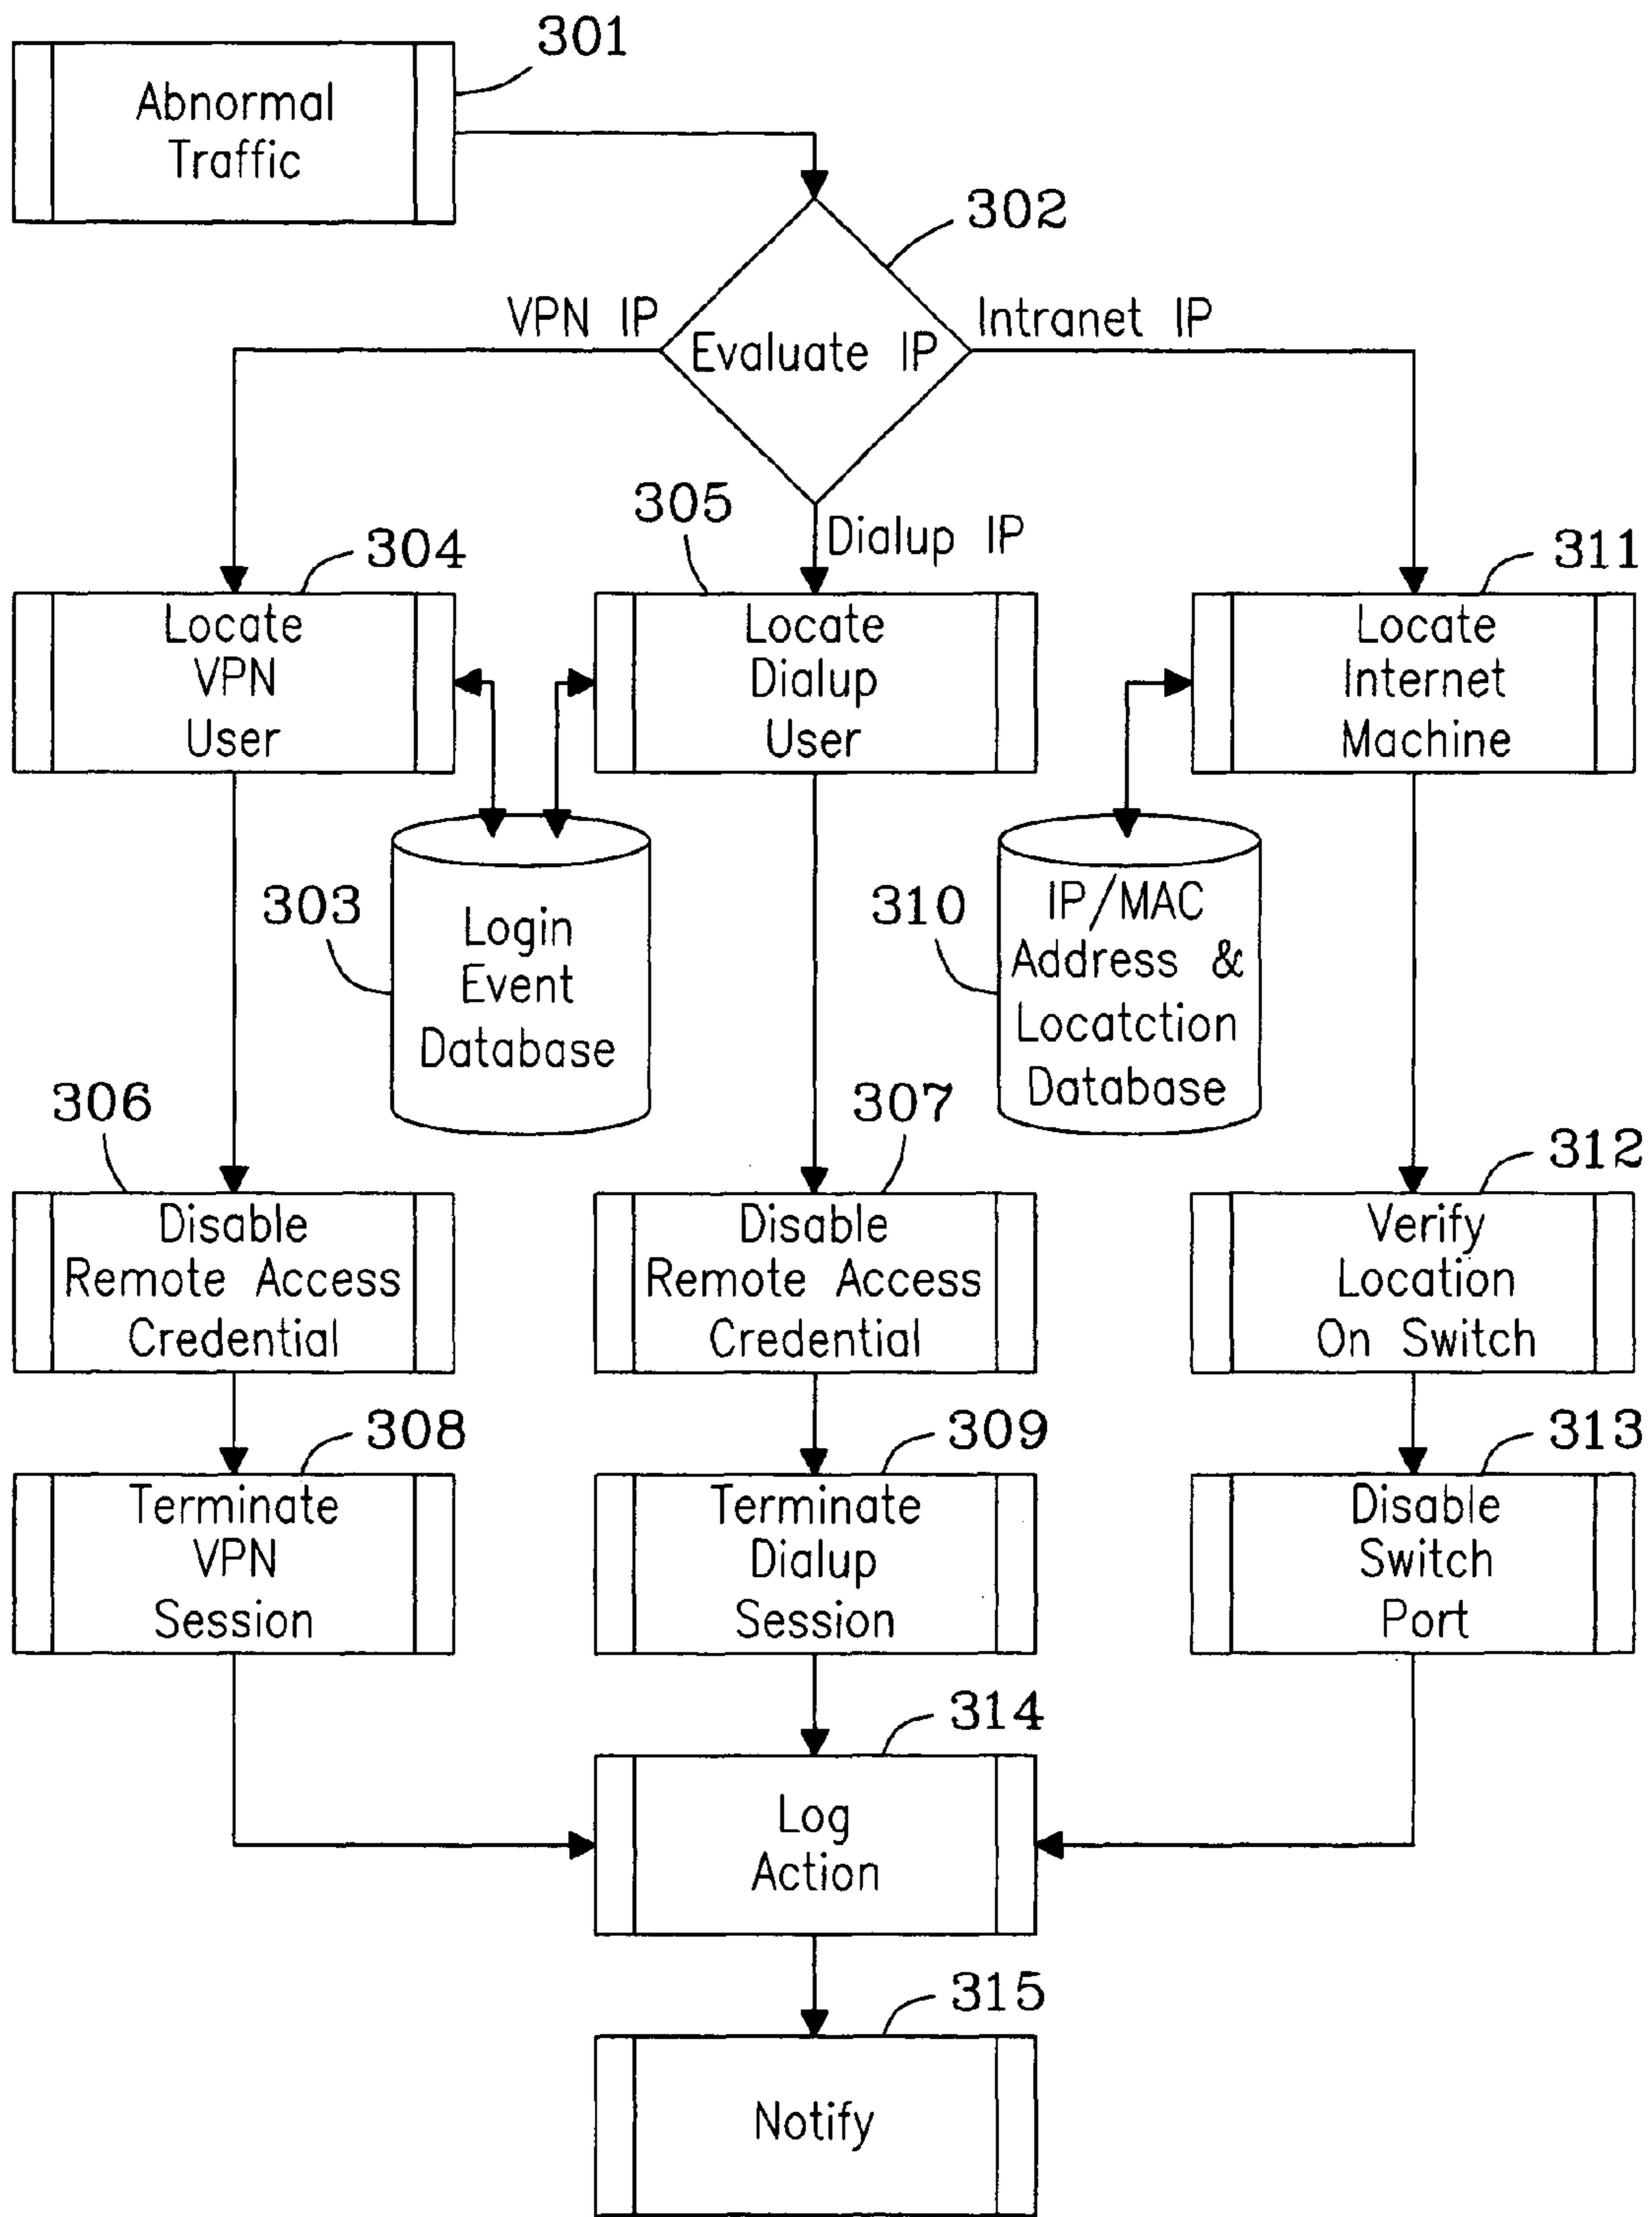 301
Abnormal
Traffic
302
VPN IP
Intranet IP
Evaluate IP
Dialup IP
304
305
311
Locate
VPN
User
Locate
Dialup
User
Locate
Internet
Machine
303
Login
Event
Database
310
IP/MAC
Address &
Locatction
Database
306
307
312
Disable
Remote Access
Credential
Disable
Remote Access
Credential
Verify
Location
On Switch
308
309
313
Terminate
VPN
Session
Terminate
Dialup
Session
Disable
Switch
Port
314
Log
Action
315
Notify